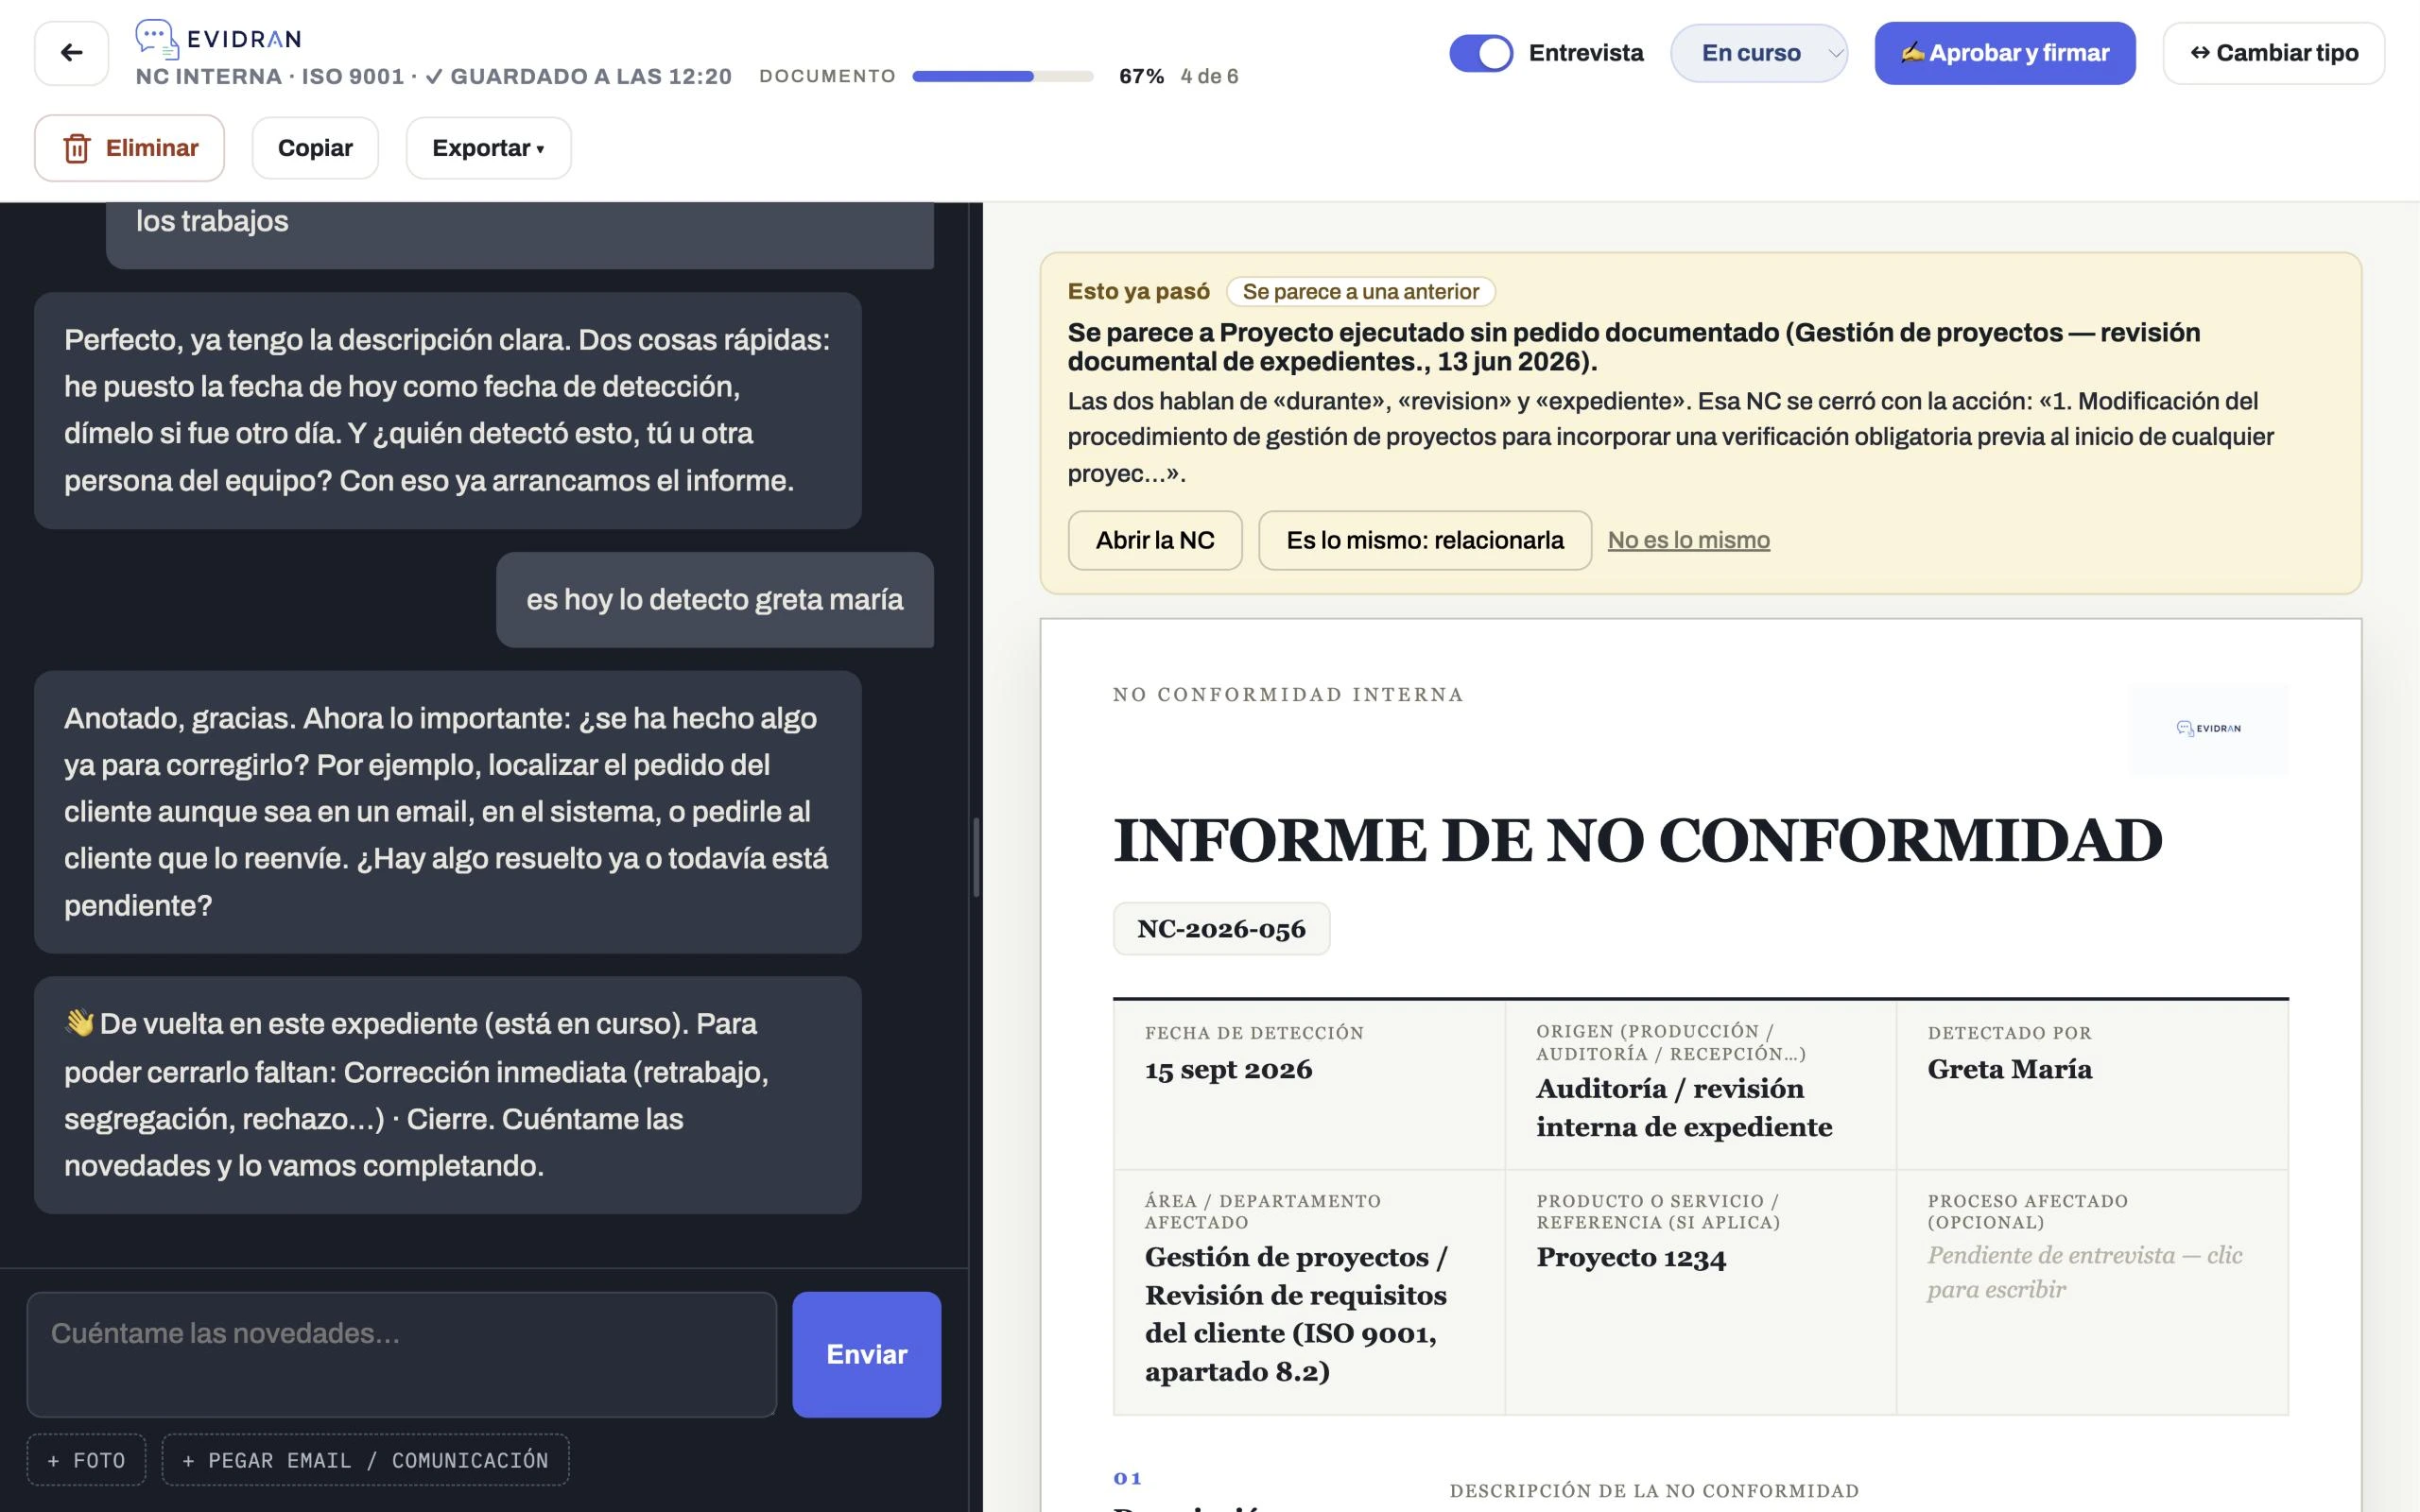 EVIDRAN
NC INTERNA · ISO 9001 · ✓ GUARDADO A LAS 12:20
DOCUMENTO
67% 4 de 6
Entrevista
En curso
✍️ Aprobar y firmar
↔ Cambiar tipo
Eliminar
Copiar
Exportar ▾
los trabajos
Perfecto, ya tengo la descripción clara. Dos cosas rápidas:
he puesto la fecha de hoy como fecha de detección,
dímelo si fue otro día. Y ¿quién detectó esto, tú u otra
persona del equipo? Con eso ya arrancamos el informe.
es hoy lo detecto greta maría
Anotado, gracias. Ahora lo importante: ¿se ha hecho algo
ya para corregirlo? Por ejemplo, localizar el pedido del
cliente aunque sea en un email, en el sistema, o pedirle al
cliente que lo reenvíe. ¿Hay algo resuelto ya o todavía está
pendiente?
👋 De vuelta en este expediente (está en curso). Para
poder cerrarlo faltan: Corrección inmediata (retrabajo,
segregación, rechazo...) · Cierre. Cuéntame las
novedades y lo vamos completando.
Cuéntame las novedades...
Enviar
+ FOTO
+ PEGAR EMAIL / COMUNICACIÓN
Esto ya pasó
Se parece a una anterior
Se parece a Proyecto ejecutado sin pedido documentado (Gestión de proyectos — revisión
documental de expedientes., 13 jun 2026).
Las dos hablan de «durante», «revision» y «expediente». Esa NC se cerró con la acción: «1. Modificación del
procedimiento de gestión de proyectos para incorporar una verificación obligatoria previa al inicio de cualquier
proyec...».
Abrir la NC
Es lo mismo: relacionarla
No es lo mismo
NO CONFORMIDAD INTERNA
EVIDRAN
INFORME DE NO CONFORMIDAD
NC-2026-056
FECHA DE DETECCIÓN
15 sept 2026
ORIGEN (PRODUCCIÓN /
AUDITORÍA / RECEPCIÓN...)
Auditoría / revisión
interna de expediente
DETECTADO POR
Greta María
ÁREA / DEPARTAMENTO
AFECTADO
Gestión de proyectos /
Revisión de requisitos
del cliente (ISO 9001,
apartado 8.2)
PRODUCTO O SERVICIO /
REFERENCIA (SI APLICA)
Proyecto 1234
PROCESO AFECTADO
(OPCIONAL)
Pendiente de entrevista — clic
para escribir
01
DESCRIPCIÓN DE LA NO CONFORMIDAD